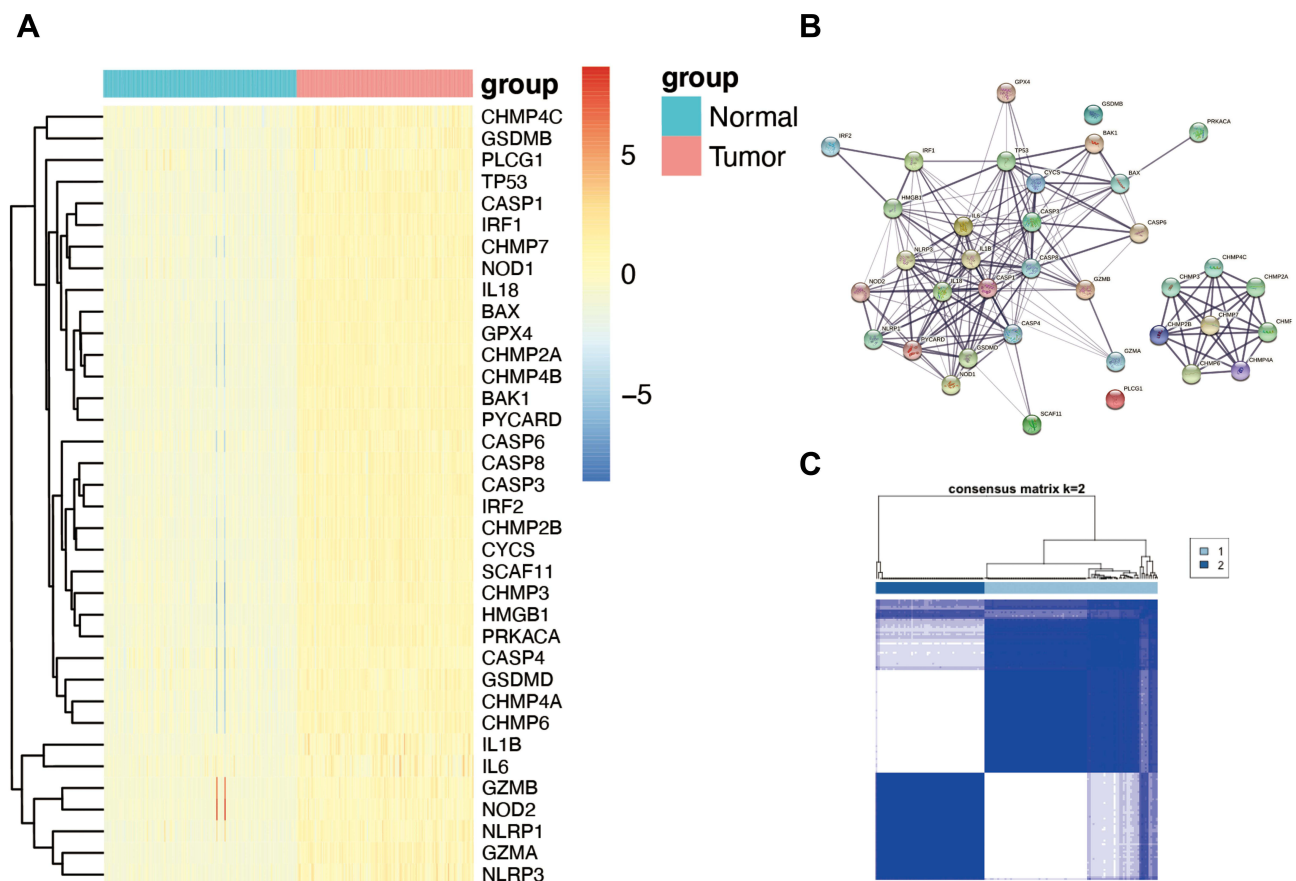 A
group
CHMP4C
GSDMB
PLCG1
TP53
CASP1
IRF1
CHMP7
NOD1
IL18
BAX
GPX4
CHMP2A
CHMP4B
BAK1
PYCARD
CASP6
CASP8
CASP3
IRF2
CHMP2B
CYCS
SCAF11
CHMP3
HMGB1
PRKACA
CASP4
GSDMD
CHMP4A
CHMP6
IL1B
IL6
GZMB
NOD2
NLRP1
GZMA
NLRP3
5
0
−5
group
Normal
Tumor
B
GPX4
GSDMB
PRKACA
BAK1
IRF2
IRF1
TP53
CYCS
BAX
HMGB1
IL6
CASP3
CASP6
NLRP3
IL1B
CASP8
CHMP4C
CHMP3
CHMP2A
NOD2
IL18
CASP1
GZMB
CHMP2B
CHMP7
CHMP
NLRP1
PYCARD
CASP4
GSDMD
GZMA
CHMP6
CHMP4A
NOD1
PLCG1
SCAF11
C
consensus matrix k=2
1
2